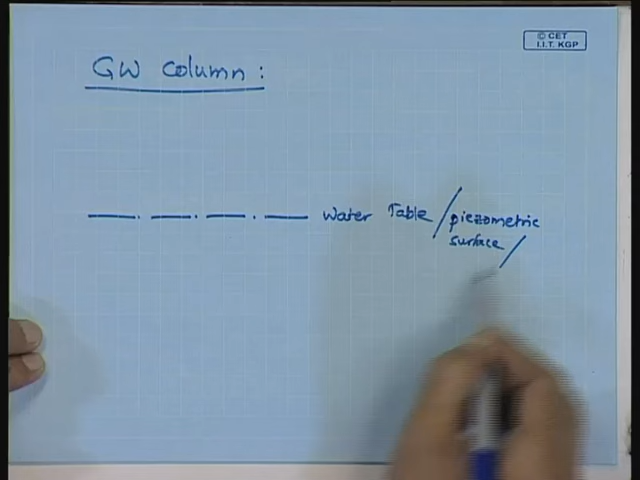 © CET
I.I.T. KGP
GW Column :
Water Table / piezometric
surface /